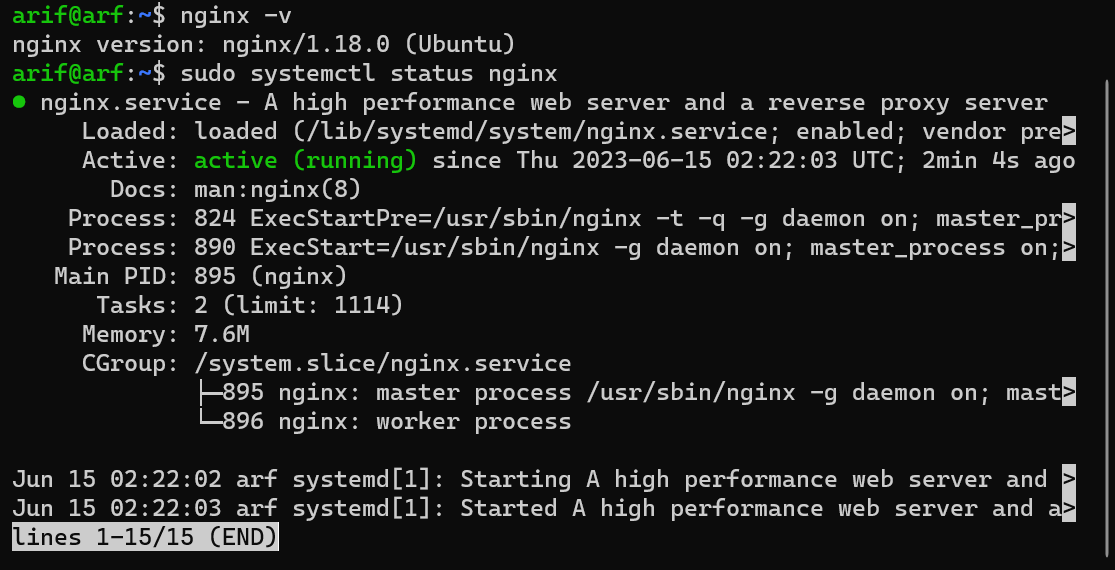 arif@arf:~$ nginx -v
nginx version: nginx/1.18.0 (Ubuntu)
arif@arf:~$ sudo systemctl status nginx
● nginx.service - A high performance web server and a reverse proxy server
     Loaded: loaded (/lib/systemd/system/nginx.service; enabled; vendor pre>
     Active: active (running) since Thu 2023-06-15 02:22:03 UTC; 2min 4s ago
       Docs: man:nginx(8)
    Process: 824 ExecStartPre=/usr/sbin/nginx -t -q -g daemon on; master_pr>
    Process: 890 ExecStart=/usr/sbin/nginx -g daemon on; master_process on;>
   Main PID: 895 (nginx)
      Tasks: 2 (limit: 1114)
     Memory: 7.6M
     CGroup: /system.slice/nginx.service
             ├─895 nginx: master process /usr/sbin/nginx -g daemon on; mast>
             └─896 nginx: worker process
Jun 15 02:22:02 arf systemd[1]: Starting A high performance web server and >
Jun 15 02:22:03 arf systemd[1]: Started A high performance web server and a>
lines 1-15/15 (END)